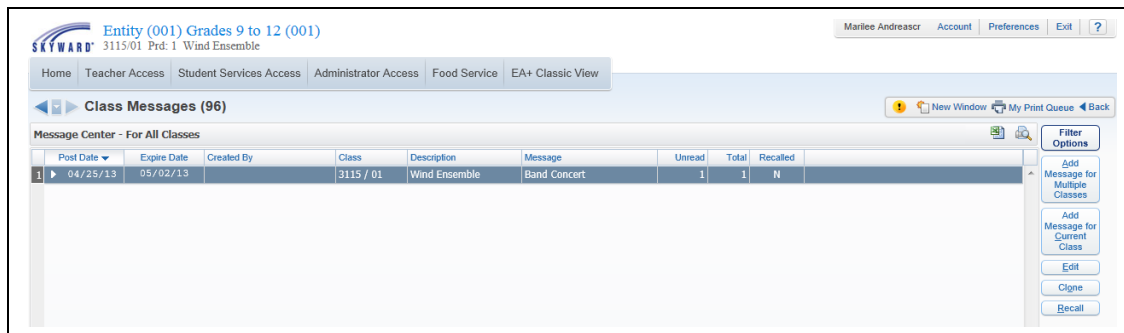 Entity (001) Grades 9 to 12 (001)
SKYWARD® 3115/01 Prd: 1 Wind Ensemble
Marilee Andreascr Account Preferences Exit ?
Home Teacher Access Student Services Access Administrator Access Food Service EA+ Classic View
Class Messages (96)
! New Window My Print Queue Back
Message Center - For All Classes
Post Date Expire Date Created By Class Description Message Unread Total Recalled
1 04/25/13 05/02/13 3115 / 01 Wind Ensemble Band Concert 1 1 N
Filter
Options
Add
Message for
Multiple
Classes
Add
Message for
Current
Class
Edit
Clone
Recall